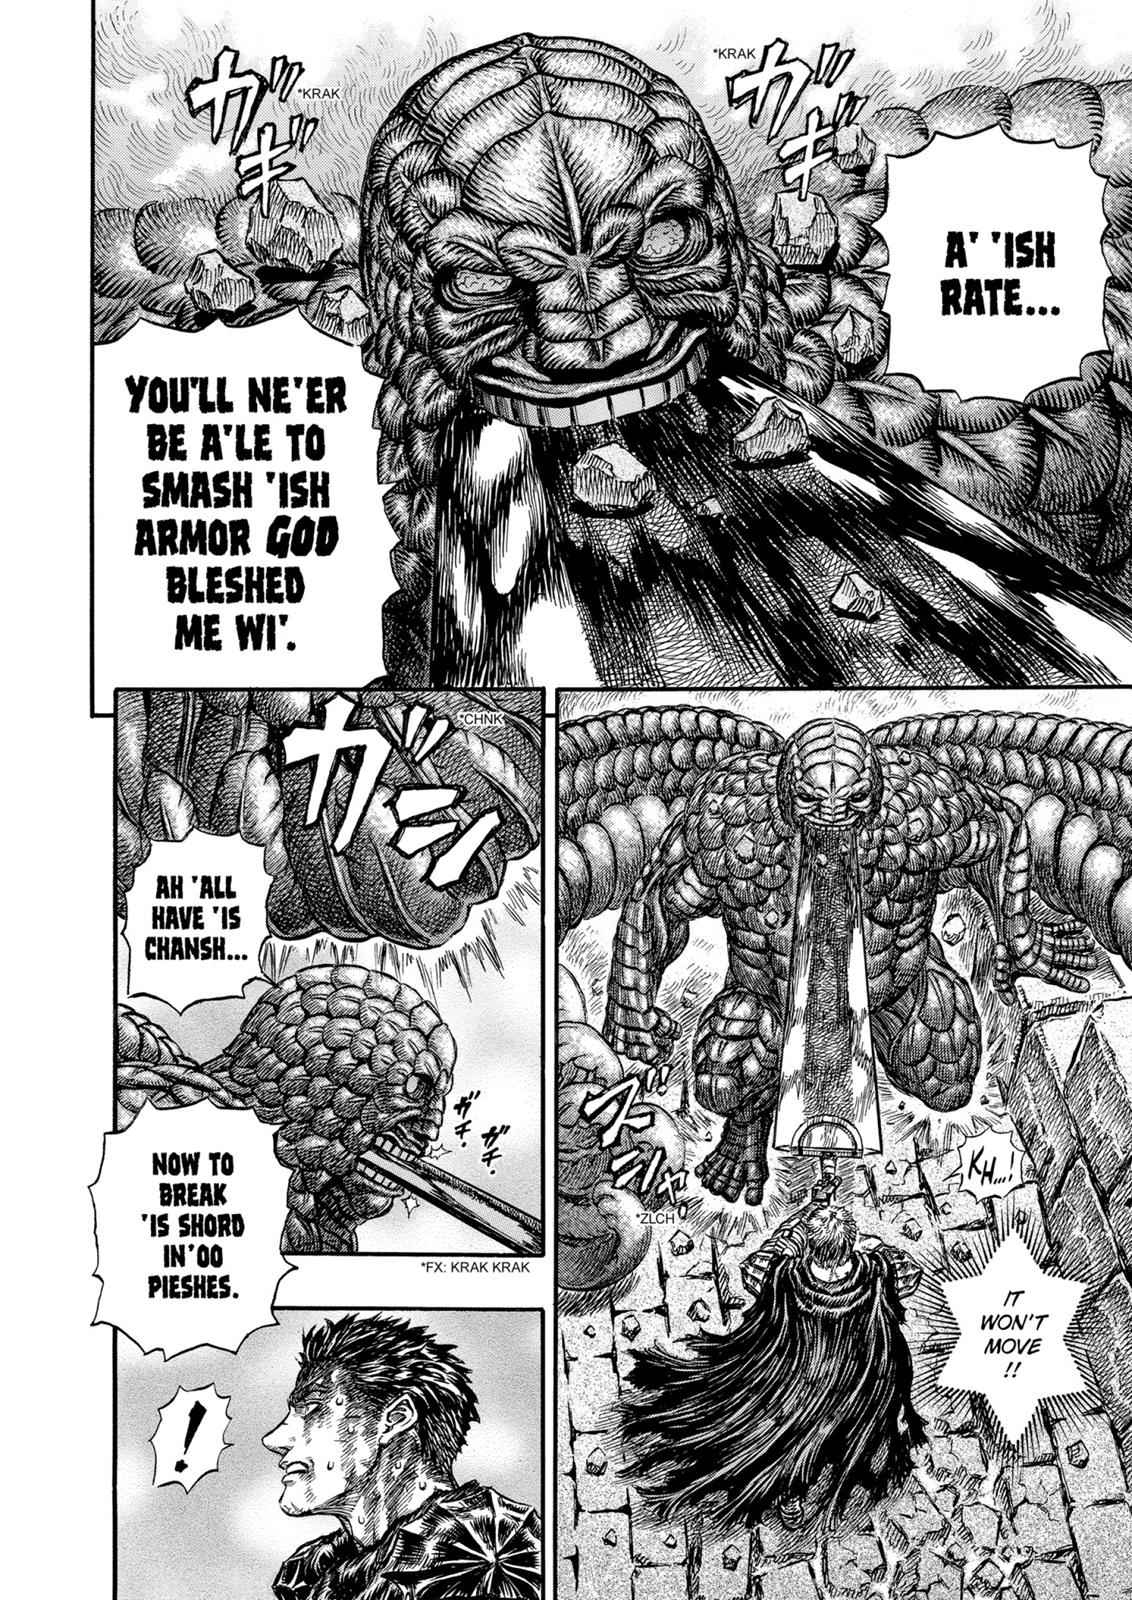 *KRAK
ガ゙
ギ
*KRAK
ガ
ギ
A' 'ISH
RATE...
YOU'LL NE'ER
BE A'LE TO
SMASH 'ISH
ARMOR GOD
BLESHED
ME WI'.
*CHNK
ガシ
AH 'ALL
HAVE 'IS
CHANSH...
ガチ.
ガチ.
NOW TO
BREAK
'IS SHORD
IN'OO
PIESHES.
*FX: KRAK KRAK
ズシャ
*ZLCH
KH...!
IT
WON'T
MOVE
!!
!